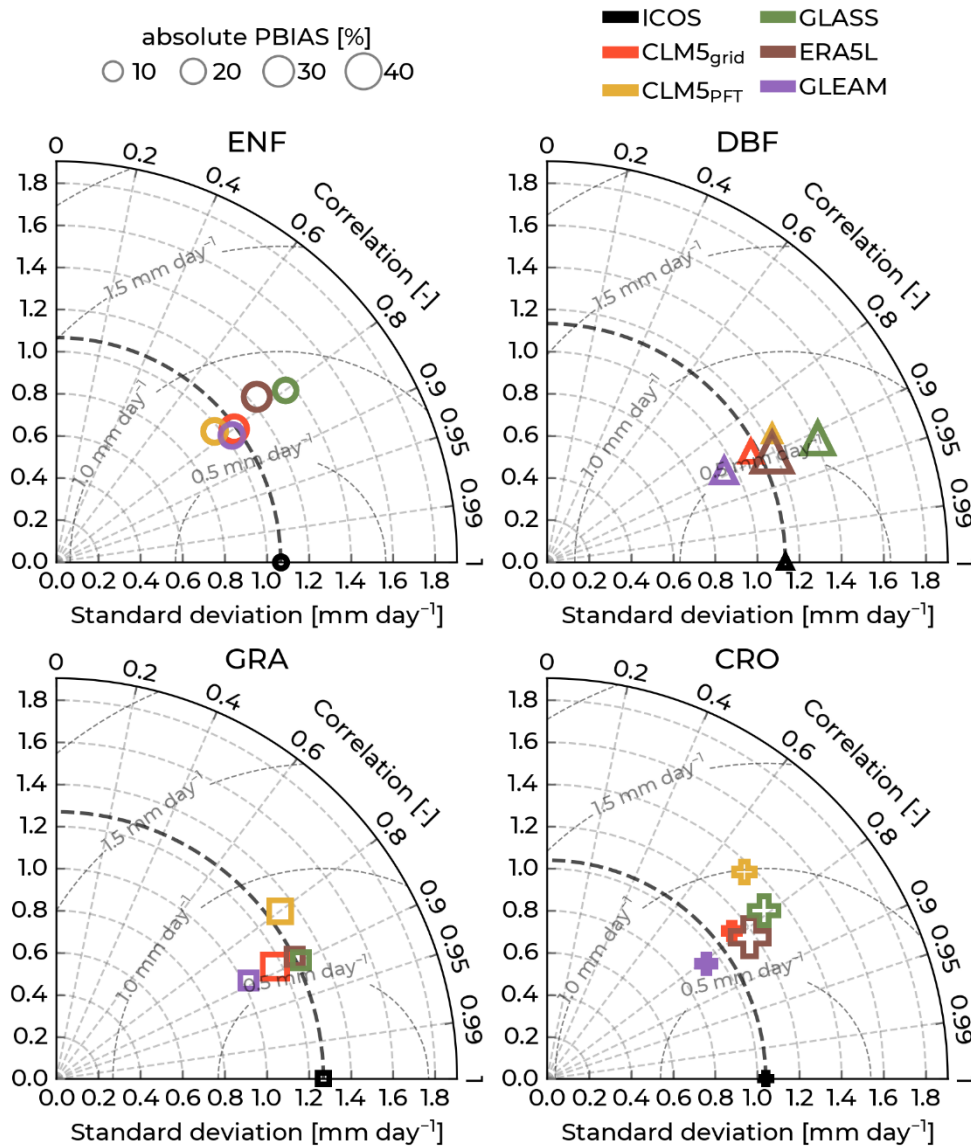 absolute PBIAS [%]
10 20 30 40
ICOS
CLM5grid
CLM5PFT
GLASS
ERA5L
GLEAM
ENF
0 0.2 0.4 0.6 0.8 0.9 0.95 0.99 1
Correlation [-]
1.8
1.6
1.4
1.2
1.0
0.8
0.6
0.4
0.2
0.0
1.5 mm day⁻¹
1.0 mm day⁻¹
0.5 mm day⁻¹
0.0 0.2 0.4 0.6 0.8 1.0 1.2 1.4 1.6 1.8
Standard deviation [mm day⁻¹]
DBF
0 0.2 0.4 0.6 0.8 0.9 0.95 0.99 1
Correlation [-]
1.8
1.6
1.4
1.2
1.0
0.8
0.6
0.4
0.2
0.0
1.5 mm day⁻¹
1.0 mm day⁻¹
0.5 mm day⁻¹
0.0 0.2 0.4 0.6 0.8 1.0 1.2 1.4 1.6 1.8
Standard deviation [mm day⁻¹]
GRA
0 0.2 0.4 0.6 0.8 0.9 0.95 0.99 1
Correlation [-]
1.8
1.6
1.4
1.2
1.0
0.8
0.6
0.4
0.2
0.0
1.5 mm day⁻¹
1.0 mm day⁻¹
0.5 mm day⁻¹
0.0 0.2 0.4 0.6 0.8 1.0 1.2 1.4 1.6 1.8
Standard deviation [mm day⁻¹]
CRO
0 0.2 0.4 0.6 0.8 0.9 0.95 0.99 1
Correlation [-]
1.8
1.6
1.4
1.2
1.0
0.8
0.6
0.4
0.2
0.0
1.5 mm day⁻¹
1.0 mm day⁻¹
0.5 mm day⁻¹
0.0 0.2 0.4 0.6 0.8 1.0 1.2 1.4 1.6 1.8
Standard deviation [mm day⁻¹]